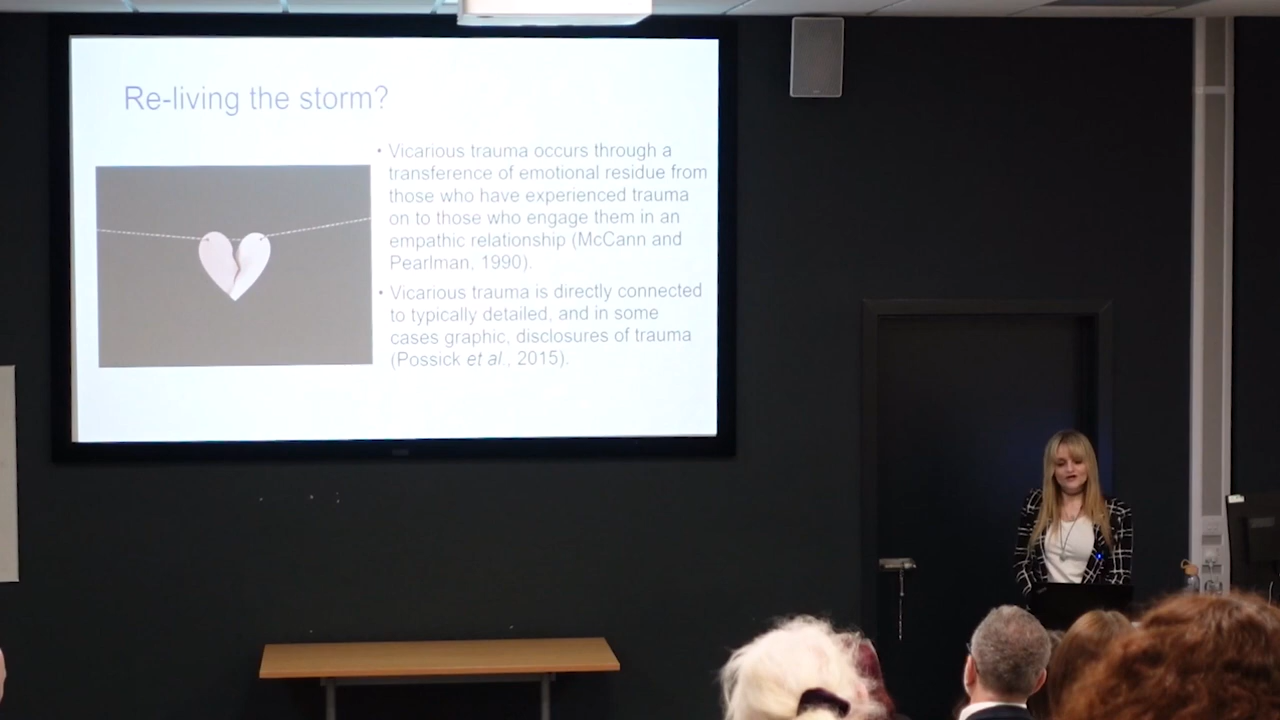 Re-living the storm?
• Vicarious trauma occurs through a
transference of emotional residue from
those who have experienced trauma
on to those who engage them in an
empathic relationship (McCann and
Pearlman, 1990).
• Vicarious trauma is directly connected
to typically detailed, and in some
cases graphic, disclosures of trauma
(Possick et al., 2015).